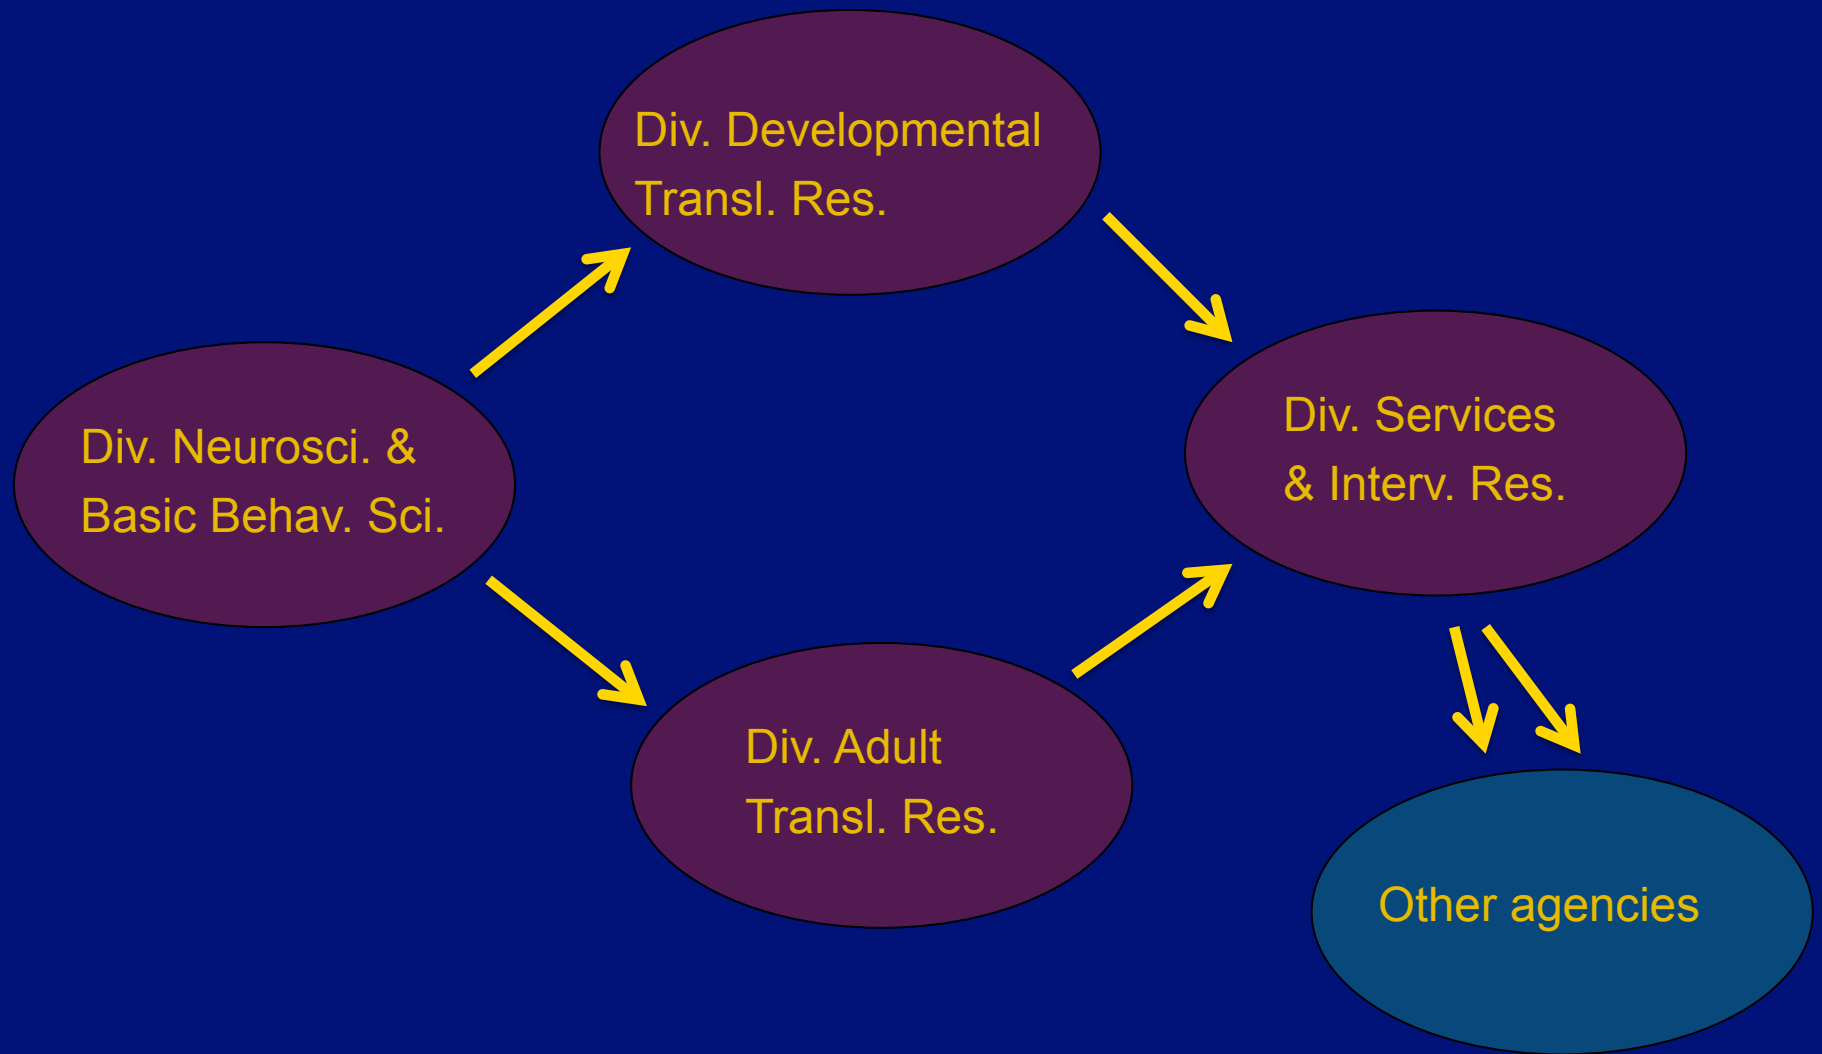 Div. Developmental
Transl. Res.
Div. Neurosci. &
Basic Behav. Sci.
Div. Services
& Interv. Res.
Div. Adult
Transl. Res.
Other agencies